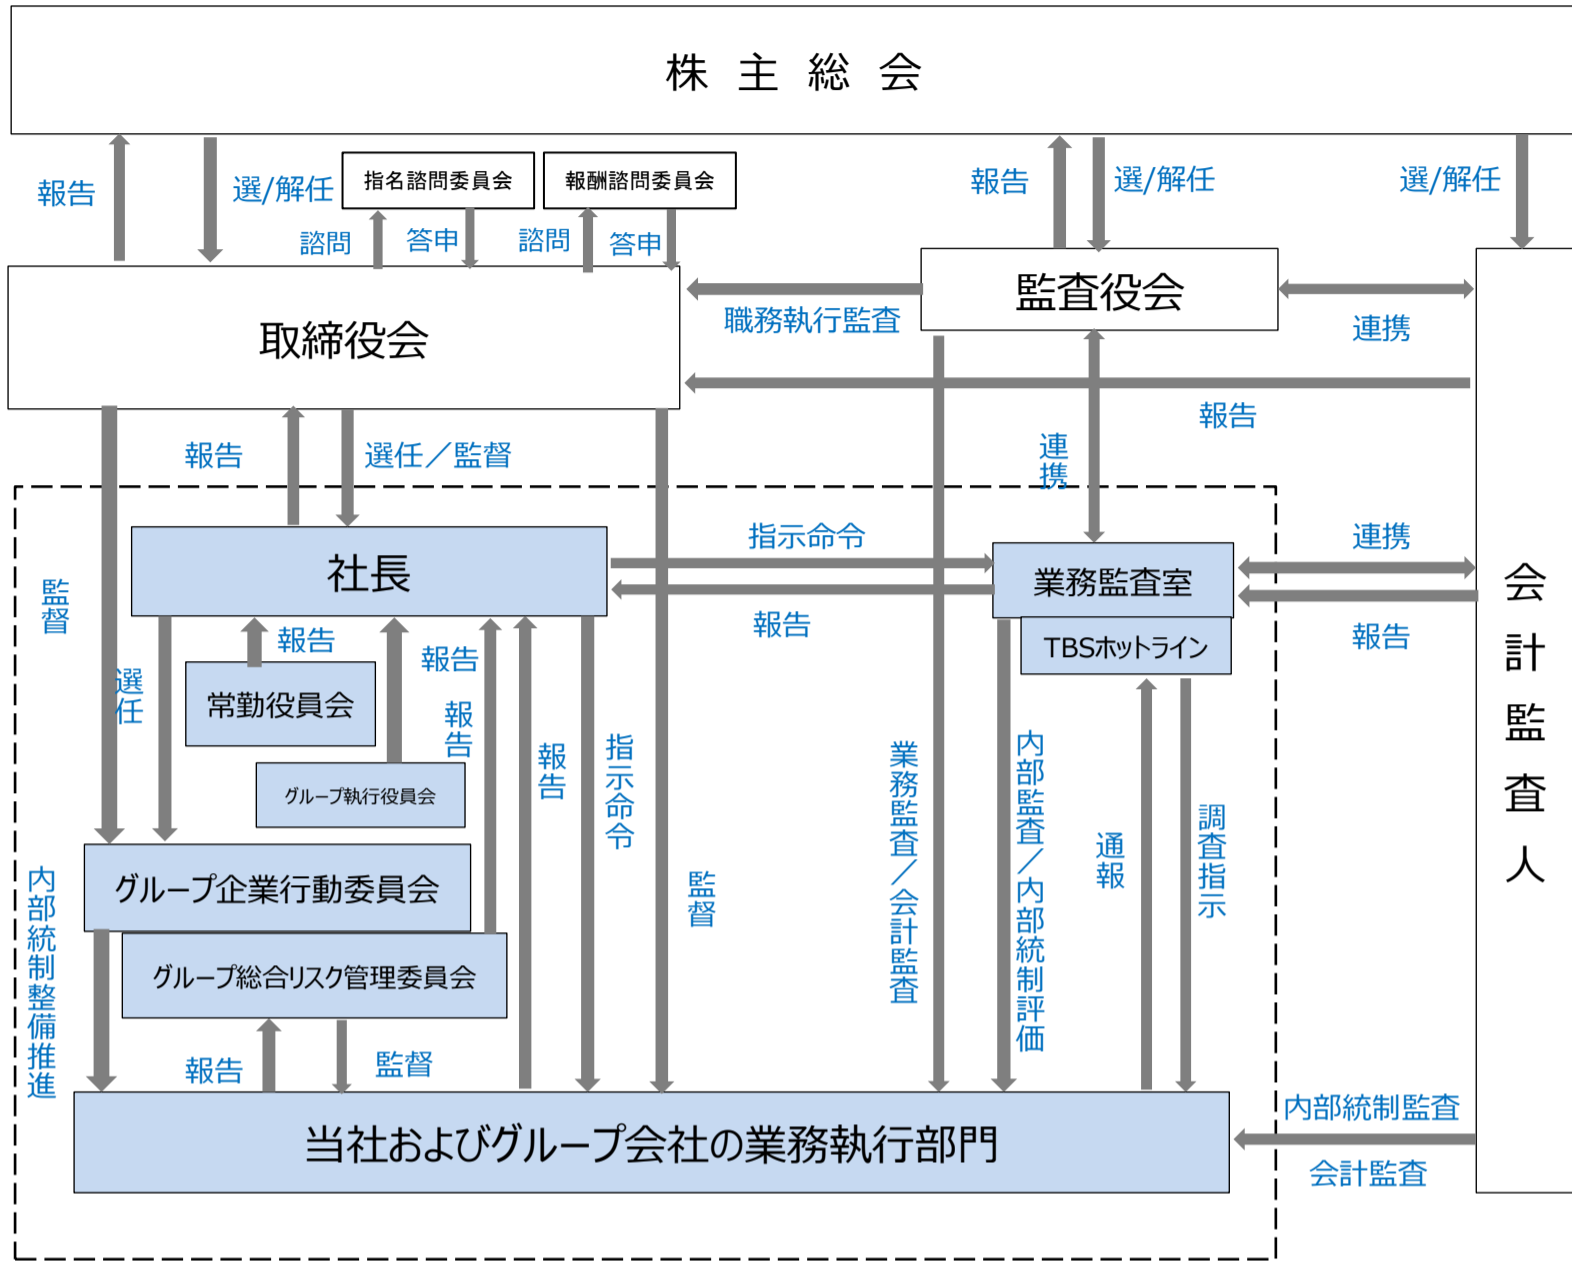 株主総会
報告
選/解任
指名諮問委員会
報酬諮問委員会
報告
選/解任
選/解任
諮問
答申
諮問
答申
取締役会
監査役会
職務執行監査
連携
報告
報告
選任／監督
連携
社長
指示命令
業務監査室
連携
報告
TBSホットライン
報告
会計監査人
監督
選任
報告
常勤役員会
報告
グループ執行役員会
報告
報告
指示命令
監督
業務監査／会計監査
内部監査／内部統制評価
通報
調査指示
グループ企業行動委員会
グループ総合リスク管理委員会
内部統制整備推進
報告
監督
当社およびグループ会社の業務執行部門
内部統制監査
会計監査